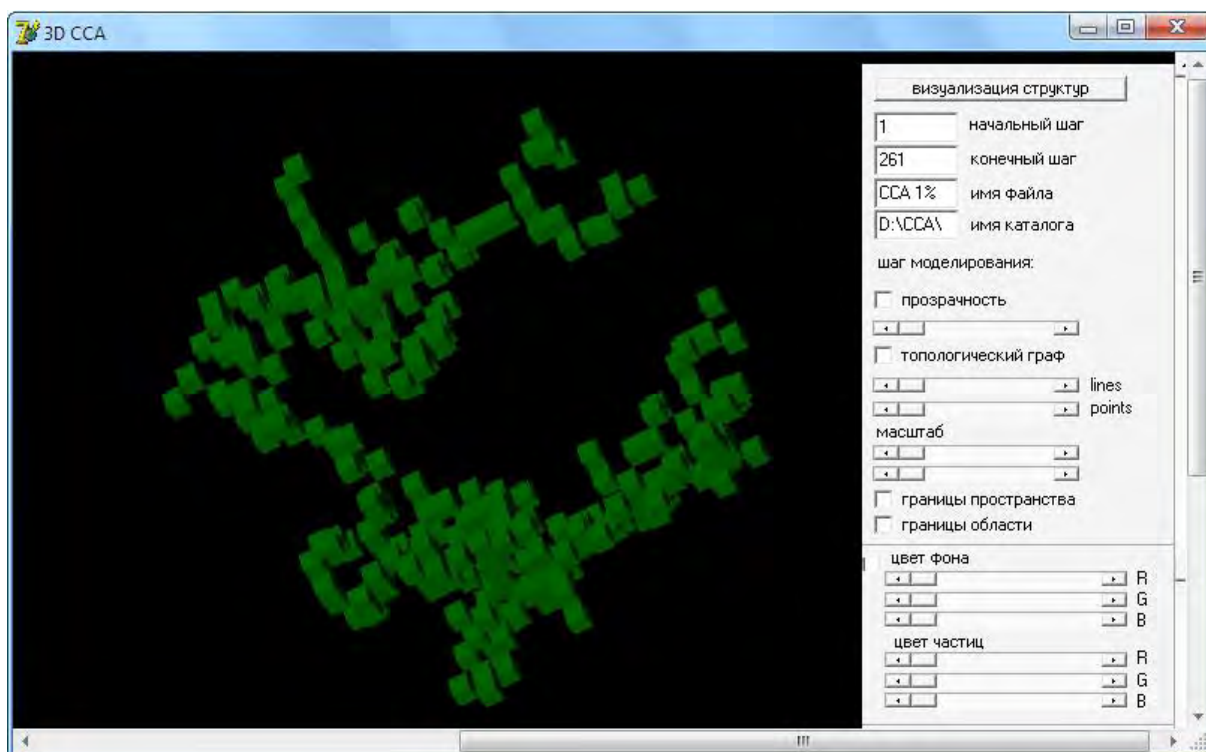 3D CCA
визуализация структур
1 начальный шаг
261 конечный шаг
CCA 1% имя файла
D:\CCA\ имя каталога
шаг моделирования:
прозрачность
топологический граф
lines
points
масштаб
границы пространства
границы области
цвет фона
R
G
B
цвет частиц
R
G
B